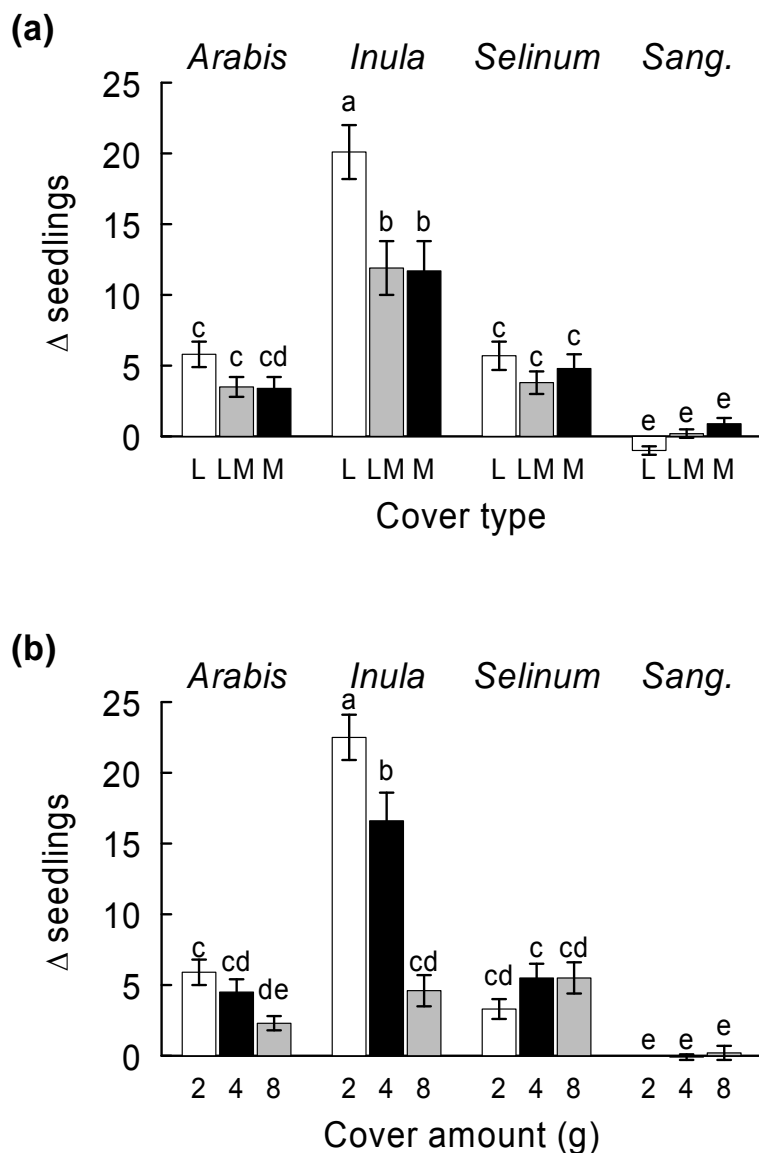 (a)
Arabis Inula Selinum Sang.
25
20
15
10
5
0
Δ seedlings
a
b b
c c cd
c c c
e e e
L LM M L LM M L LM M L LM M
Cover type
(b)
Arabis Inula Selinum Sang.
25
20
15
10
5
0
Δ seedlings
a
b
c cd de
cd
cd c cd
e e e
2 4 8 2 4 8 2 4 8 2 4 8
Cover amount (g)